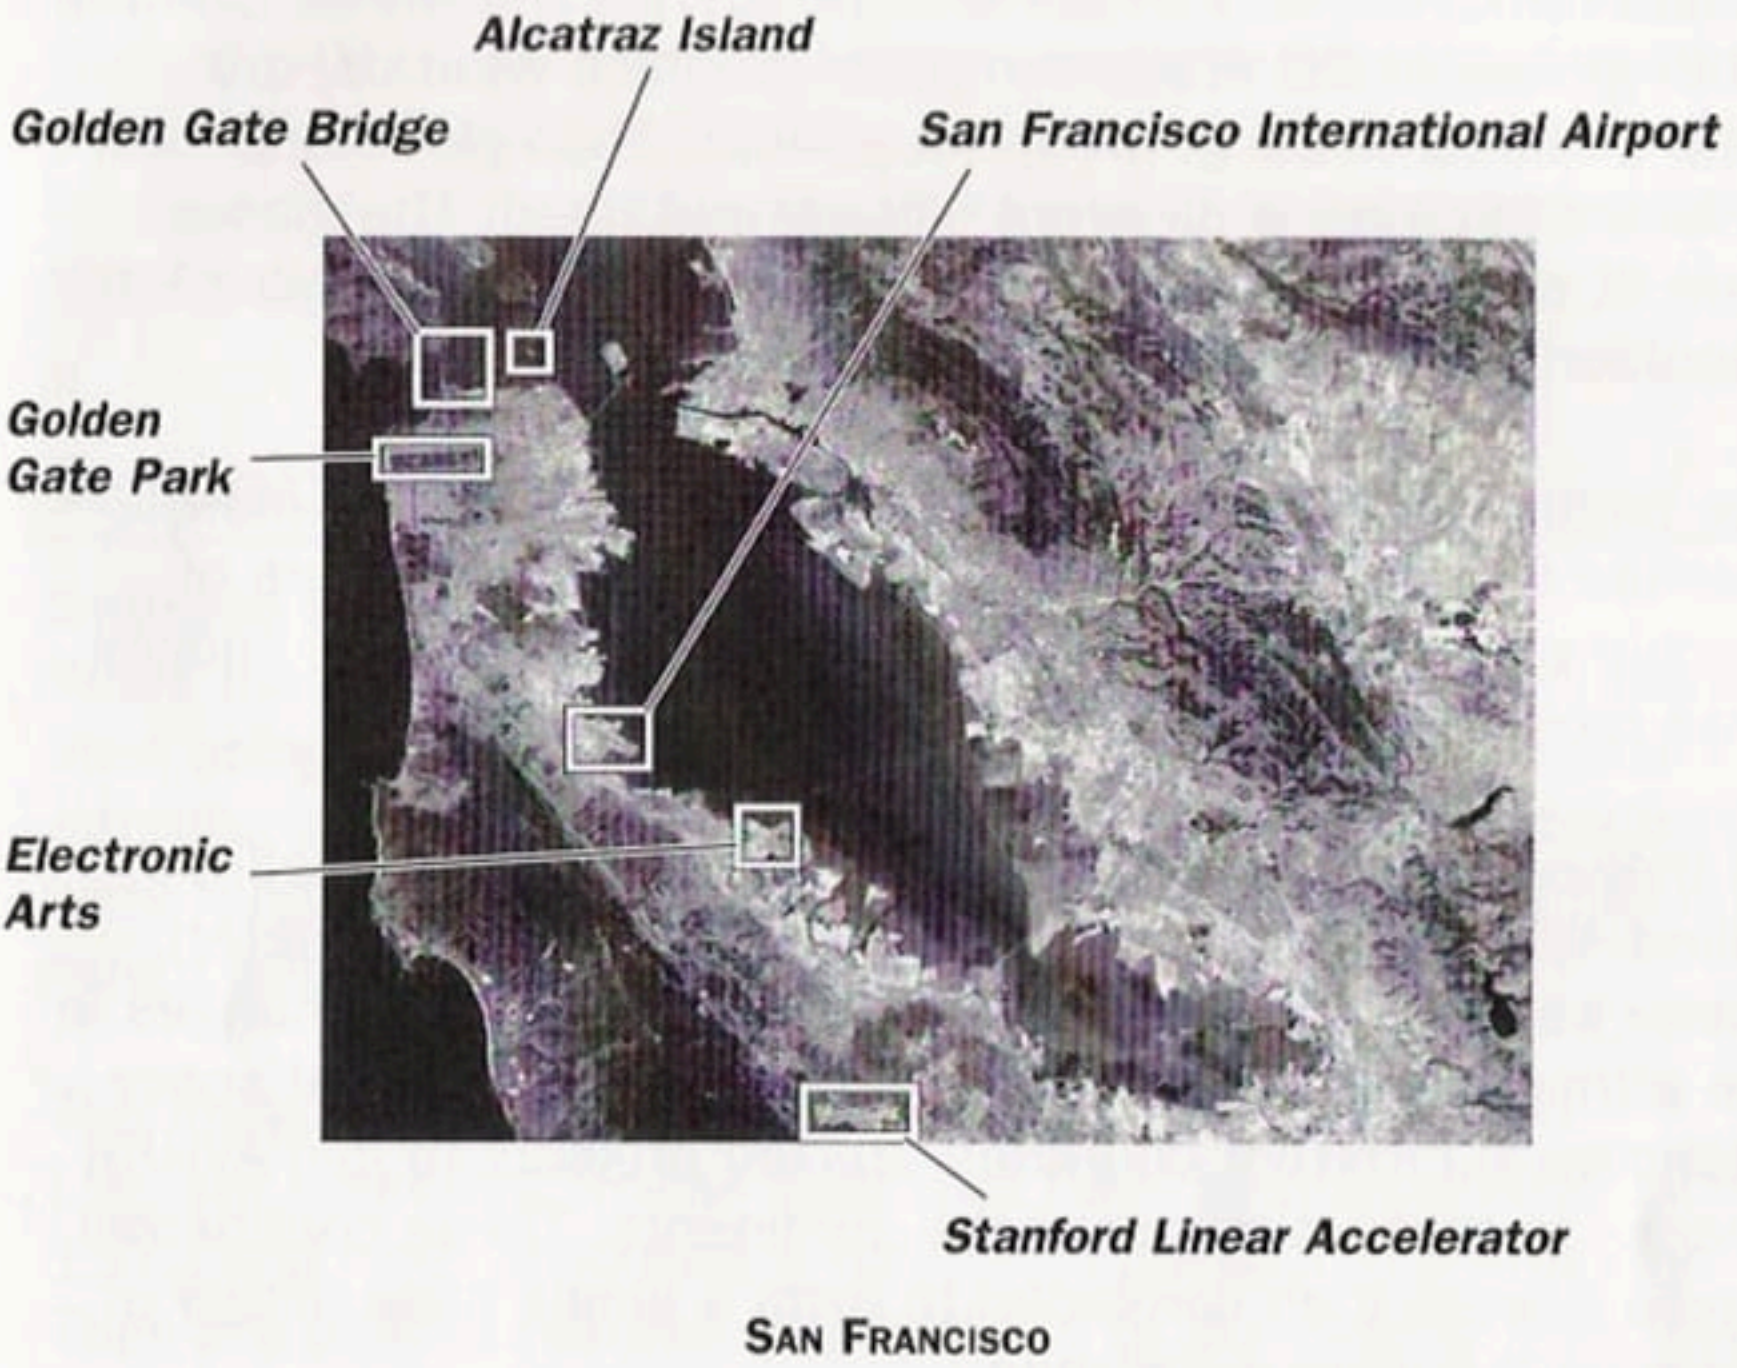 Alcatraz Island
Golden Gate Bridge
San Francisco International Airport
Golden
Gate Park
Electronic
Arts
Stanford Linear Accelerator
SAN FRANCISCO